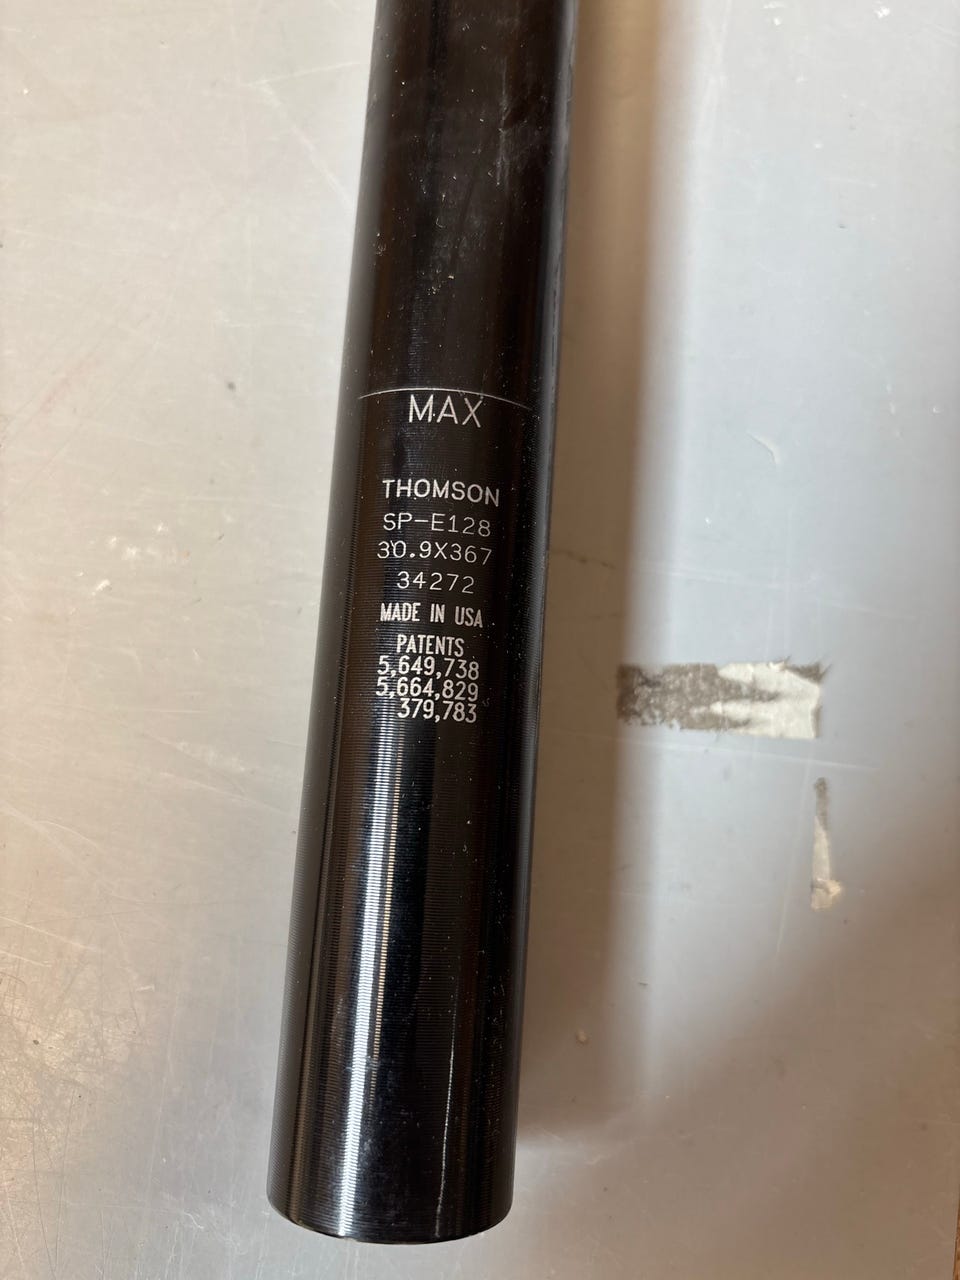 MAX
THOMSON
SP-E128
30.9X367
34272
MADE IN USA
PATENTS
5,649,738
5,664,829
379,783